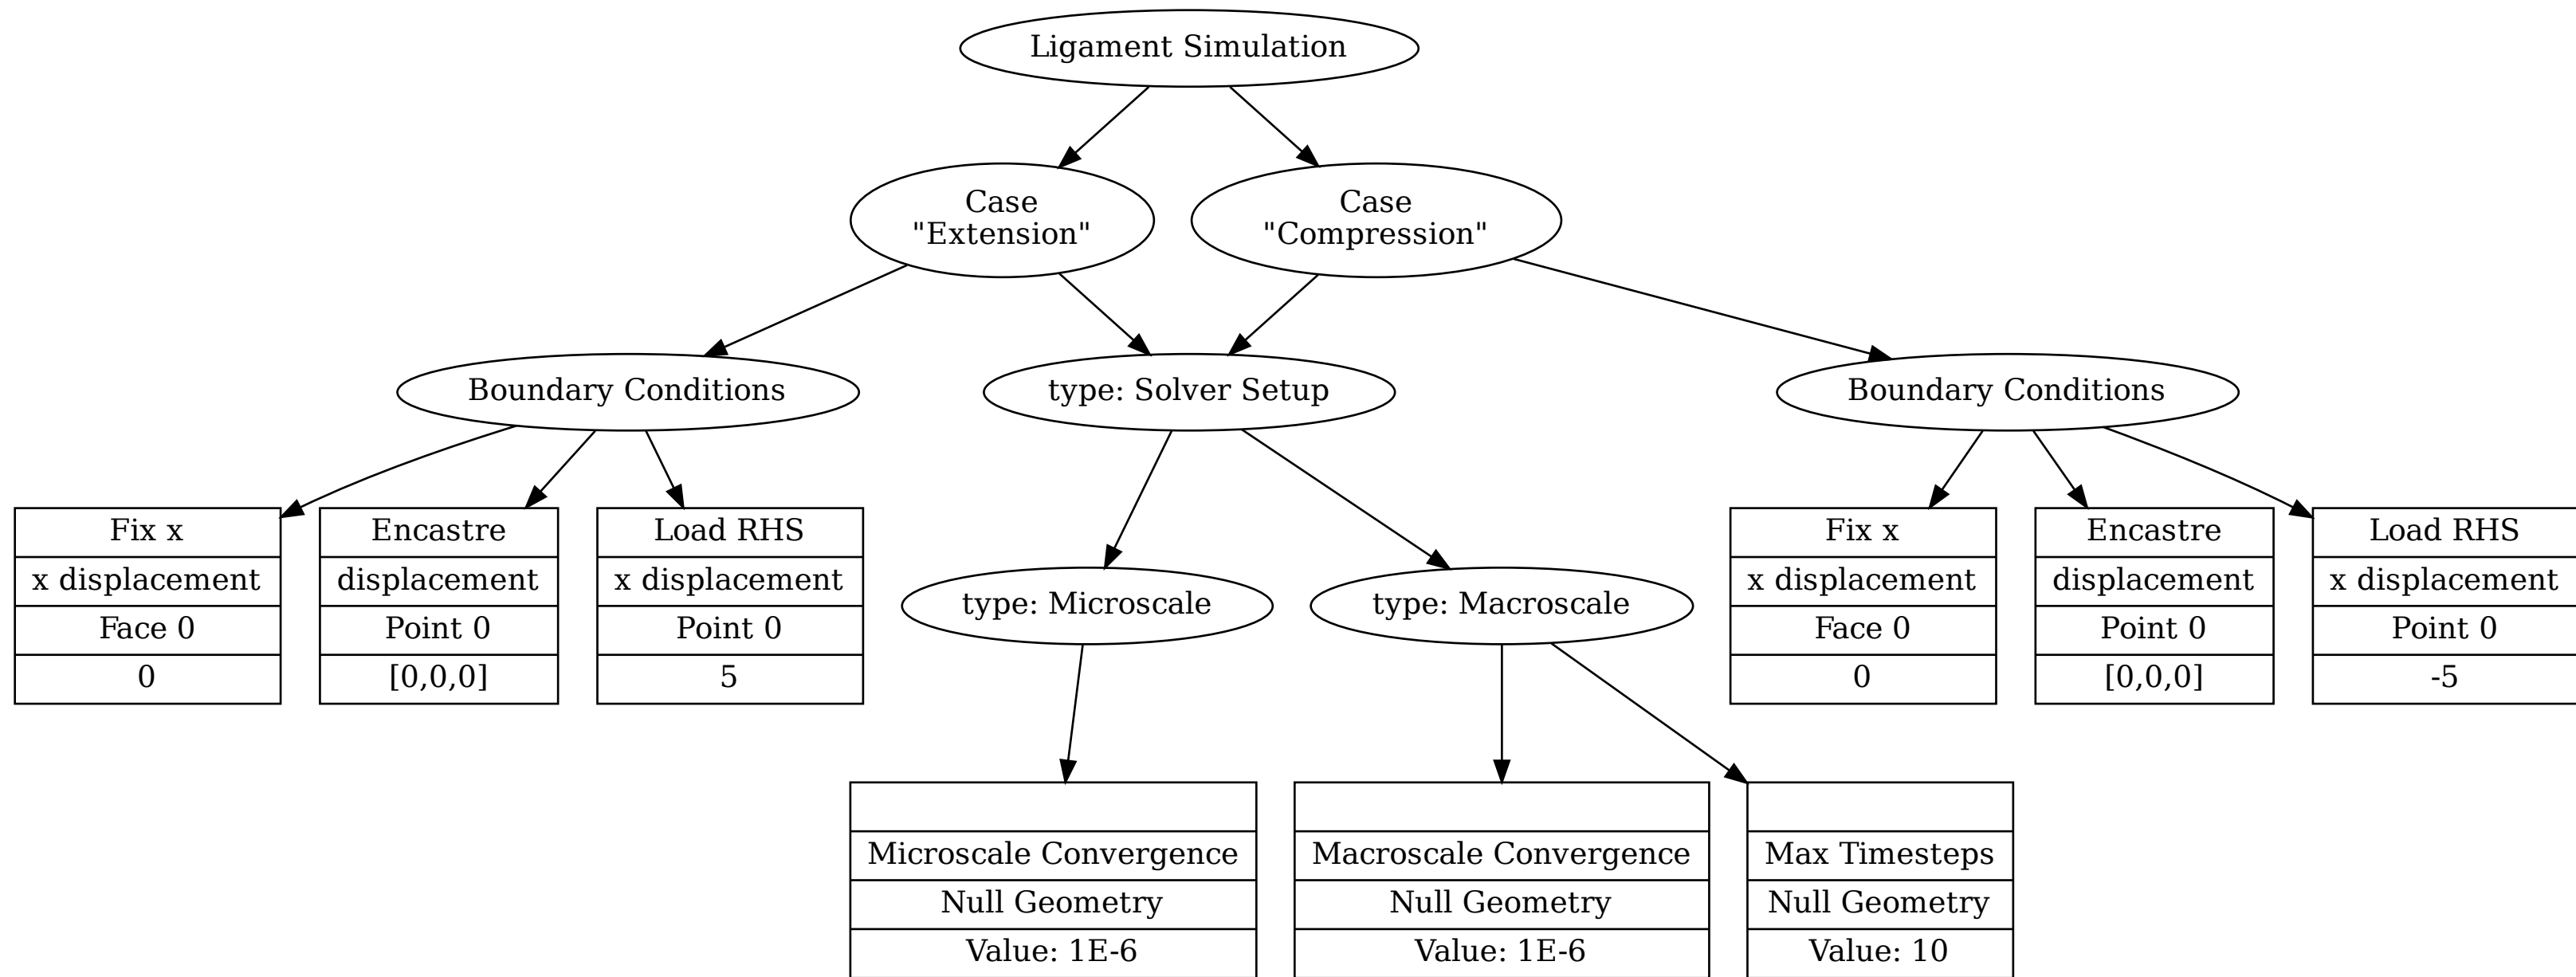 Ligament Simulation
Case
"Extension"
Case
"Compression"
Boundary Conditions
type: Solver Setup
Boundary Conditions
Fix x
x displacement
Face 0
0
Encastre
displacement
Point 0
[0,0,0]
Load RHS
x displacement
Point 0
5
type: Microscale
type: Macroscale
Fix x
x displacement
Face 0
0
Encastre
displacement
Point 0
[0,0,0]
Load RHS
x displacement
Point 0
-5
Microscale Convergence
Null Geometry
Value: 1E-6
Macroscale Convergence
Null Geometry
Value: 1E-6
Max Timesteps
Null Geometry
Value: 10